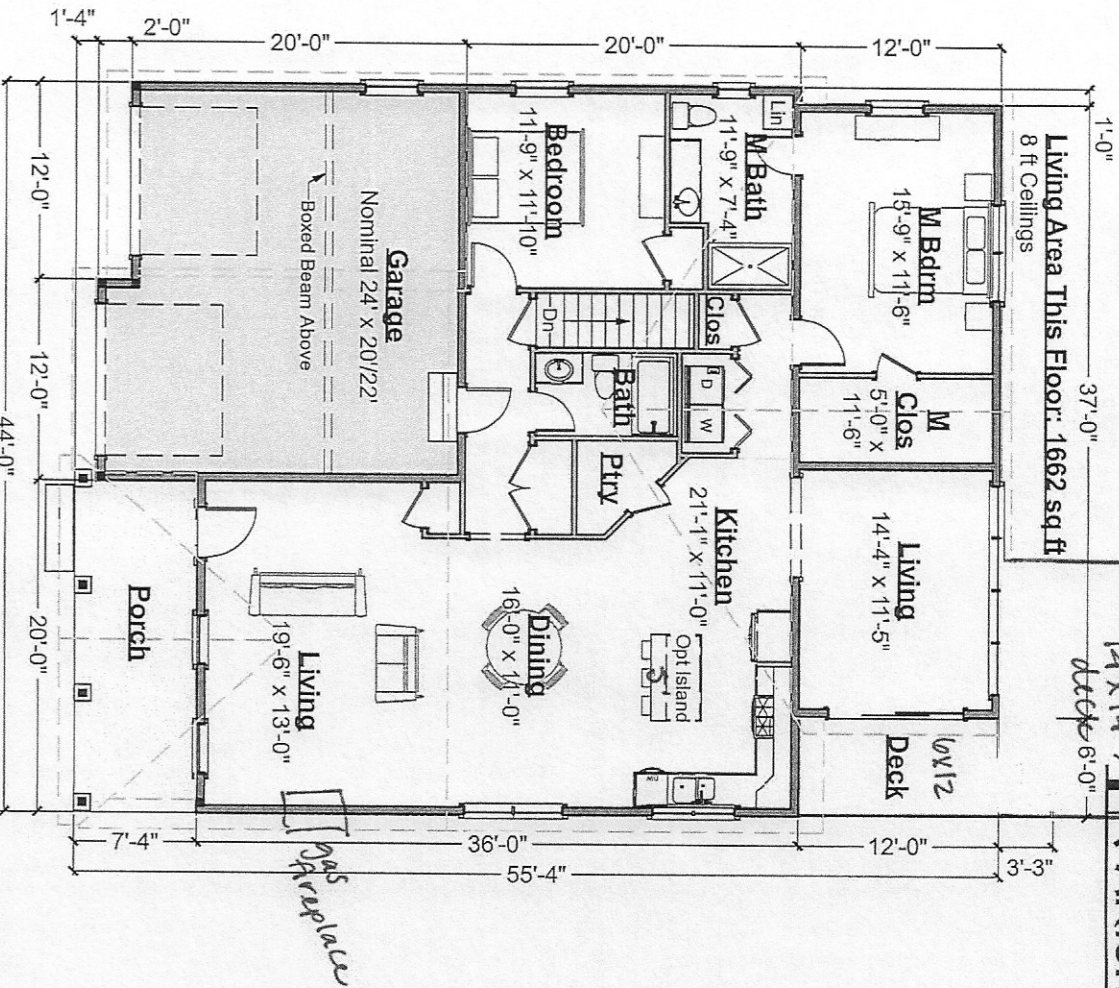 Living Area This Floor: 1662 sq ft
8 ft Ceilings
1'-4"
2'-0"
20'-0"
20'-0"
12'-0"
1'-0"
37'-0"
6'-0"
deck
6x12
Deck
M Bdrm
15'-9" x 11'-6"
M
Clos
5'-0" x
11'-6"
Living
14'-4" x 11'-5"
Lin
M Bath
11'-9" x 7'-4"
Bedroom
11'-9" x 11'-10"
Clos
Dn
D
W
Bath
Ptry
Kitchen
21'-1" x 11'-0"
Opt Island
DW
Dining
16'-0" x 11'-0"
Living
19'-6" x 13'-0"
Garage
Nominal 24' x 20'/22'
Boxed Beam Above
Porch
12'-0"
12'-0"
20'-0"
44'-0"
7'-4"
36'-0"
12'-0"
3'-3"
55'-4"
gas
fireplace